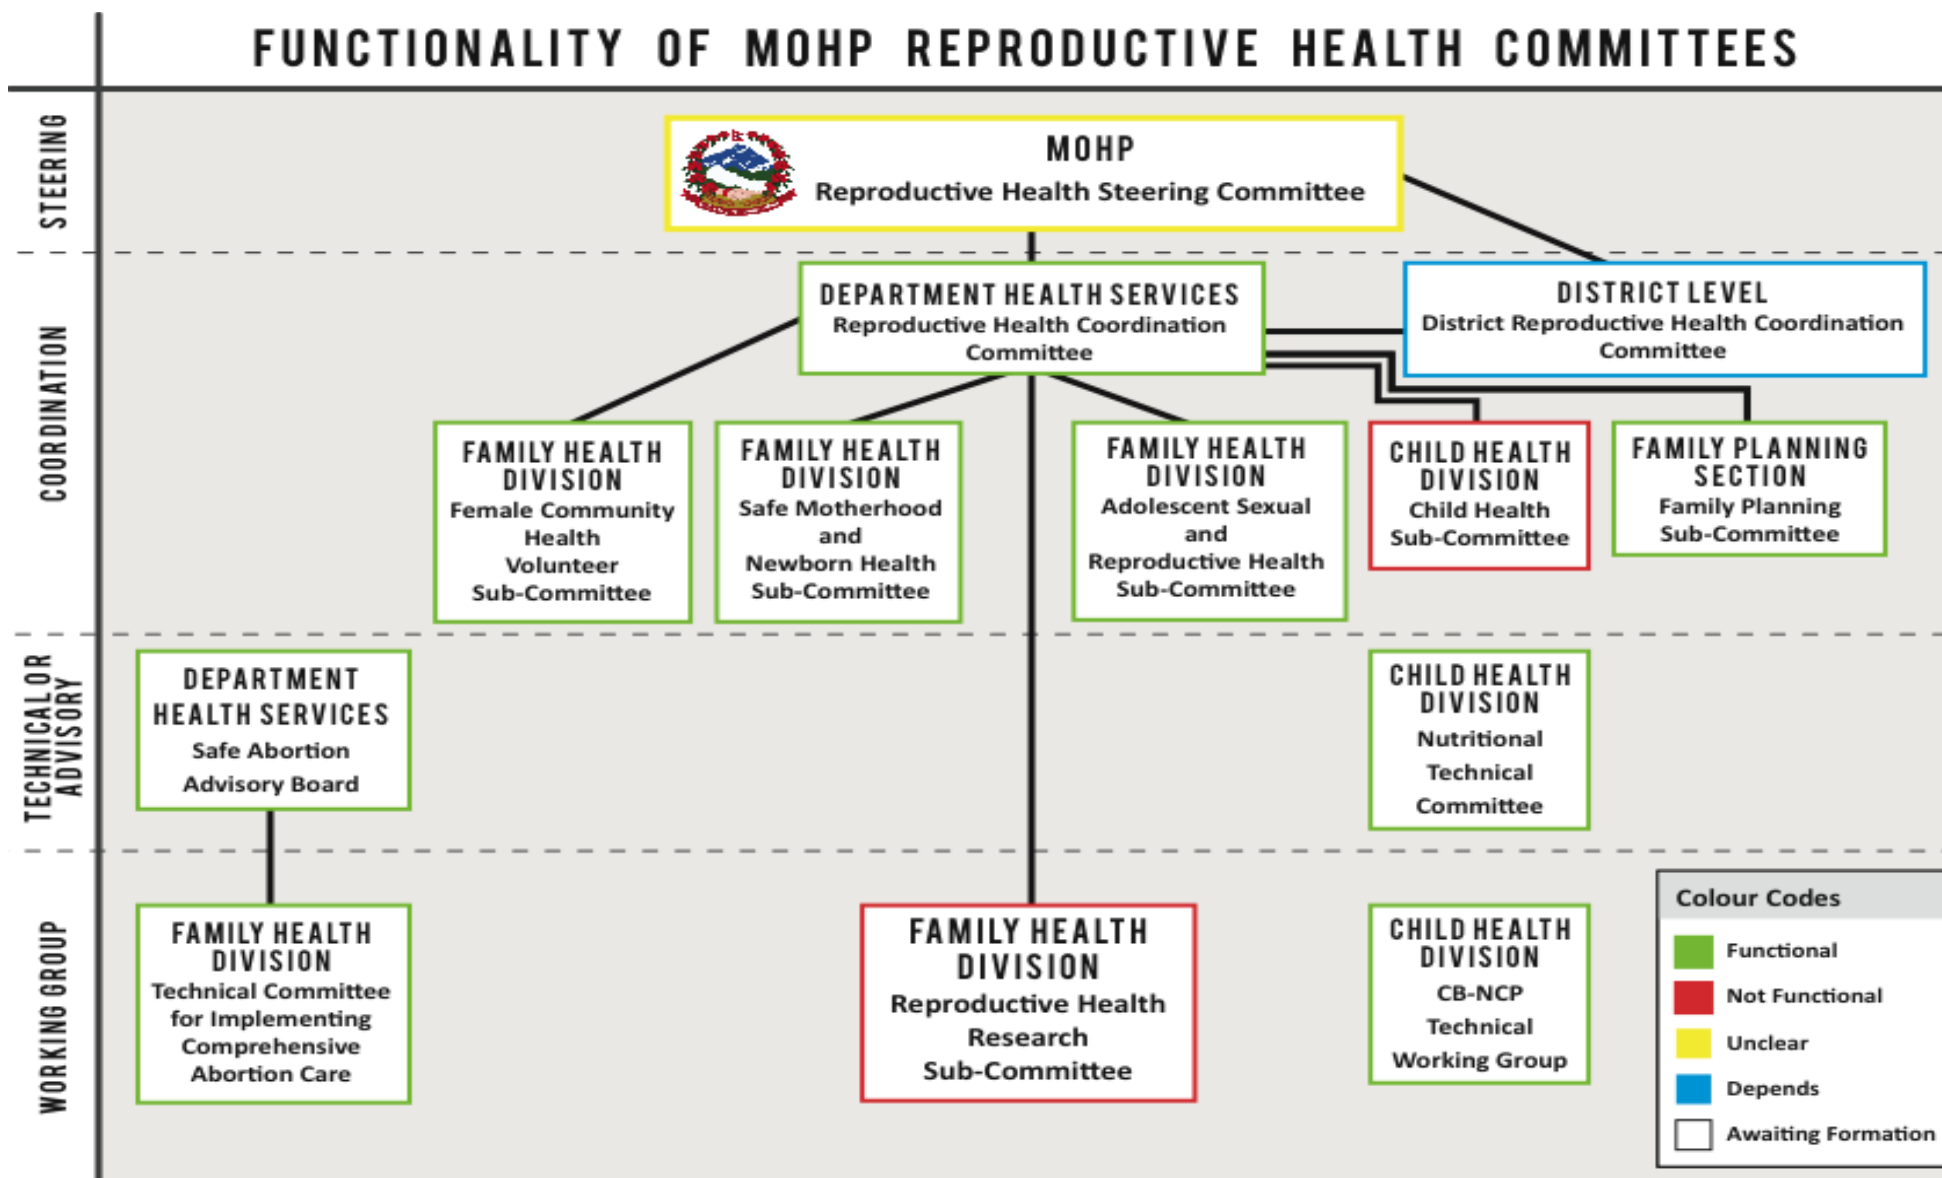 FUNCTIONALITY OF MOHP REPRODUCTIVE HEALTH COMMITTEES
STEERING
MOHP
Reproductive Health Steering Committee
COORDINATION
DEPARTMENT HEALTH SERVICES
Reproductive Health Coordination
Committee
DISTRICT LEVEL
District Reproductive Health Coordination
Committee
FAMILY HEALTH
DIVISION
Female Community
Health
Volunteer
Sub-Committee
FAMILY HEALTH
DIVISION
Safe Motherhood
and
Newborn Health
Sub-Committee
FAMILY HEALTH
DIVISION
Adolescent Sexual
and
Reproductive Health
Sub-Committee
CHILD HEALTH
DIVISION
Child Health
Sub-Committee
FAMILY PLANNING
SECTION
Family Planning
Sub-Committee
TECHNICAL OR
ADVISORY
DEPARTMENT
HEALTH SERVICES
Safe Abortion
Advisory Board
CHILD HEALTH
DIVISION
Nutritional
Technical
Committee
WORKING GROUP
FAMILY HEALTH
DIVISION
Technical Committee
for Implementing
Comprehensive
Abortion Care
FAMILY HEALTH
DIVISION
Reproductive Health
Research
Sub-Committee
CHILD HEALTH
DIVISION
CB-NCP
Technical
Working Group
Colour Codes
Functional
Not Functional
Unclear
Depends
Awaiting Formation